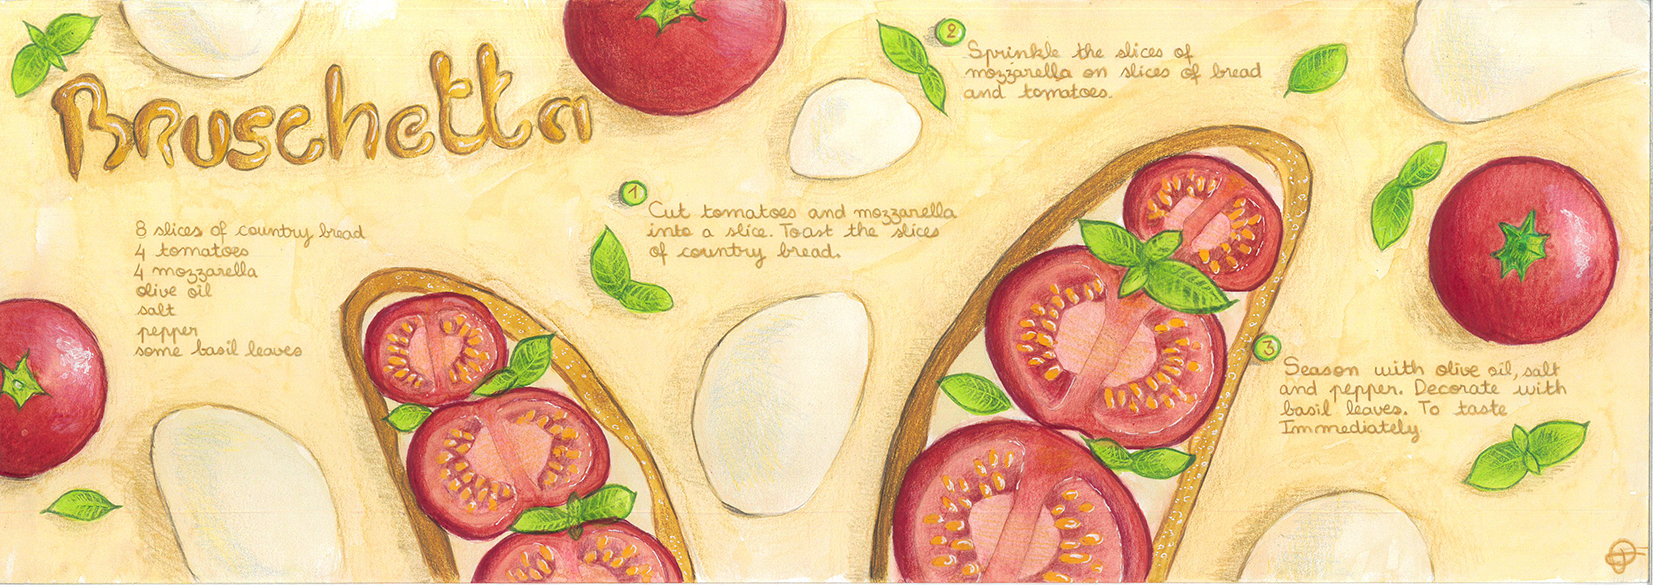 Bruschetta
8 slices of country bread
4 tomatoes
4 mozzarella
olive oil
salt
pepper
some basil leaves
1
Cut tomatoes and mozzarella
into a slice. Toast the slices
of country bread.
2
Sprinkle the slices of
mozzarella on slices of bread
and tomatoes.
3
Season with olive oil, salt
and pepper. Decorate with
basil leaves. To taste
Immediately.